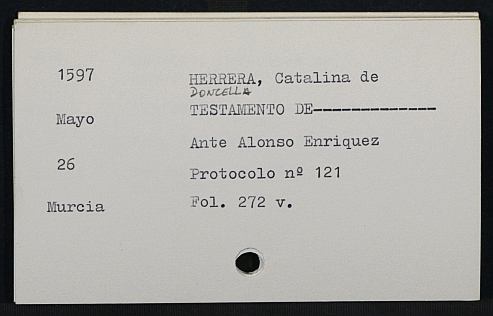 1597
HERRERA, Catalina de
DONCELLA
Mayo
TESTAMENTO DE-------------
Ante Alonso Enriquez
26
Protocolo nº 121
Murcia
Fol. 272 v.